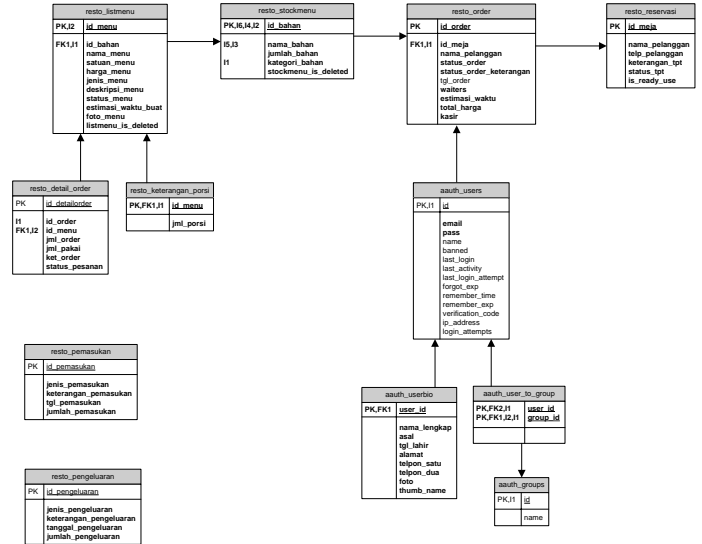 resto_listmenu
PK,I2 id_menu
FK1,I1 id_bahan
nama_menu
satuan_menu
harga_menu
jenis_menu
deskripsi_menu
status_menu
estimasi_waktu_buat
foto_menu
listmenu_is_deleted
resto_stockmenu
PK,I6,I4,I2 id_bahan
I5,I3 nama_bahan
jumlah_bahan
I1 kategori_bahan
stockmenu_is_deleted
resto_order
PK id_order
FK1,I1 id_meja
nama_pelanggan
status_order
status_order_keterangan
tgl_order
waiters
estimasi_waktu
total_harga
kasir
resto_reservasi
PK id_meja
nama_pelanggan
telp_pelanggan
keterangan_tpt
status_tpt
is_ready_use
resto_detail_order
PK id_detailorder
I1 id_order
FK1,I2 id_menu
jml_order
jml_pakai
ket_order
status_pesanan
resto_keterangan_porsi
PK,FK1,I1 id_menu
jml_porsi
aauth_users
PK,I1 id
email
pass
name
banned
last_login
last_activity
last_login_attempt
forgot_exp
remember_time
remember_exp
verification_code
ip_address
login_attempts
resto_pemasukan
PK id_pemasukan
jenis_pemasukan
keterangan_pemasukan
tgl_pemasukan
jumlah_pemasukan
aauth_userbio
PK,FK1 user_id
nama_lengkap
asal
tgl_lahir
alamat
telpon_satu
telpon_dua
foto
thumb_name
aauth_user_to_group
PK,FK2,I1 user_id
PK,FK1,I2,I1 group_id
resto_pengeluaran
PK id_pengeluaran
jenis_pengeluaran
keterangan_pengeluaran
tanggal_pengeluaran
jumlah_pengeluaran
aauth_groups
PK,I1 id
name